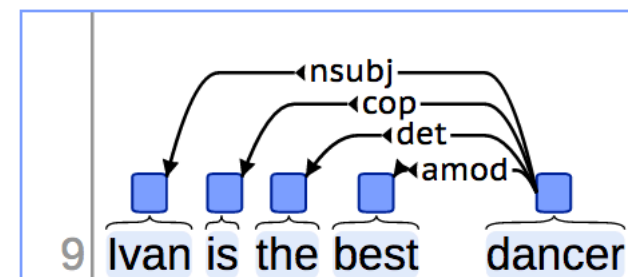 nsubj
cop
det
amod
9 Ivan is the best dancer